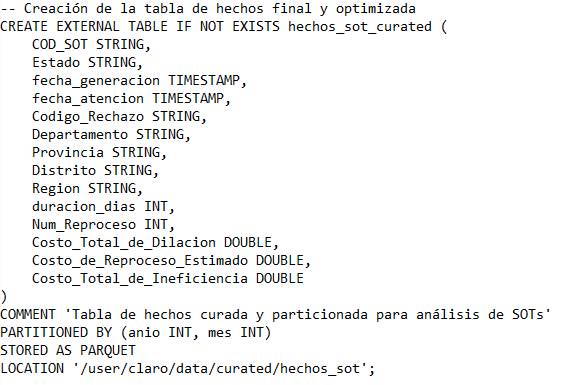 -- Creación de la tabla de hechos final y optimizada
CREATE EXTERNAL TABLE IF NOT EXISTS hechos_sot_curated (
    COD_SOT STRING,
    Estado STRING,
    fecha_generacion TIMESTAMP,
    fecha_atencion TIMESTAMP,
    Codigo_Rechazo STRING,
    Departamento STRING,
    Provincia STRING,
    Distrito STRING,
    Region STRING,
    duracion_dias INT,
    Num_Reproceso INT,
    Costo_Total_de_Dilacion DOUBLE,
    Costo_de_Reproceso_Estimado DOUBLE,
    Costo_Total_de_Ineficiencia DOUBLE
)
COMMENT 'Tabla de hechos curada y particionada para análisis de SOTs'
PARTITIONED BY (anio INT, mes INT)
STORED AS PARQUET
LOCATION '/user/claro/data/curated/hechos_sot';